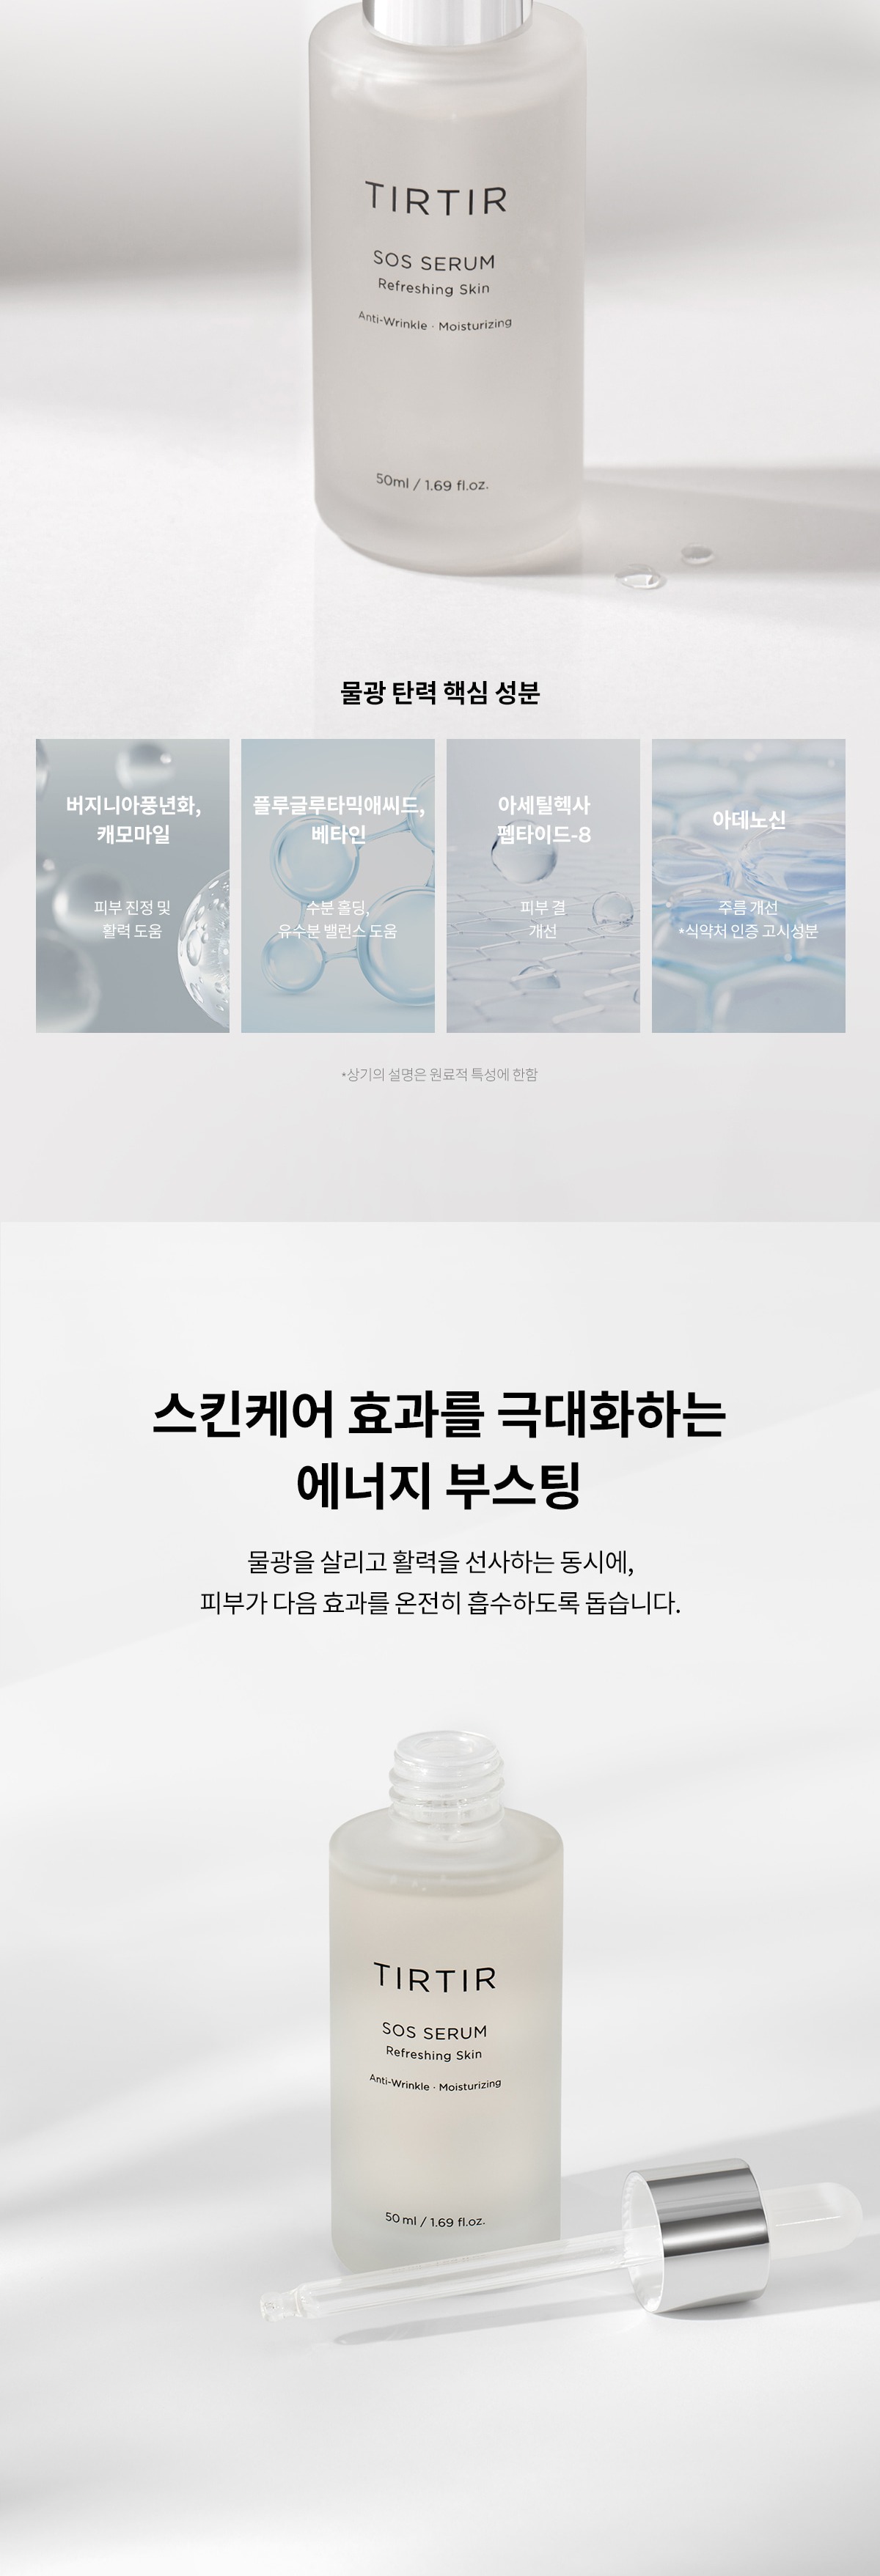 TIRTIR
SOS SERUM
Refreshing Skin
Anti-Wrinkle · Moisturizing
50ml / 1.69 fl.oz.
물광 탄력 핵심 성분
버지니아풍년화,
캐모마일
피부 진정 및
활력 도움
플루글루타믹애씨드,
베타인
수분 홀딩,
유수분 밸런스 도움
아세틸헥사
펩타이드-8
피부 결
개선
아데노신
주름 개선
*식약처 인증 고시성분
*상기의 설명은 원료적 특성에 한함
스킨케어 효과를 극대화하는
에너지 부스팅
물광을 살리고 활력을 선사하는 동시에,
피부가 다음 효과를 온전히 흡수하도록 돕습니다.
TIRTIR
SOS SERUM
Refreshing Skin
Anti-Wrinkle · Moisturizing
50 ml / 1.69 fl.oz.